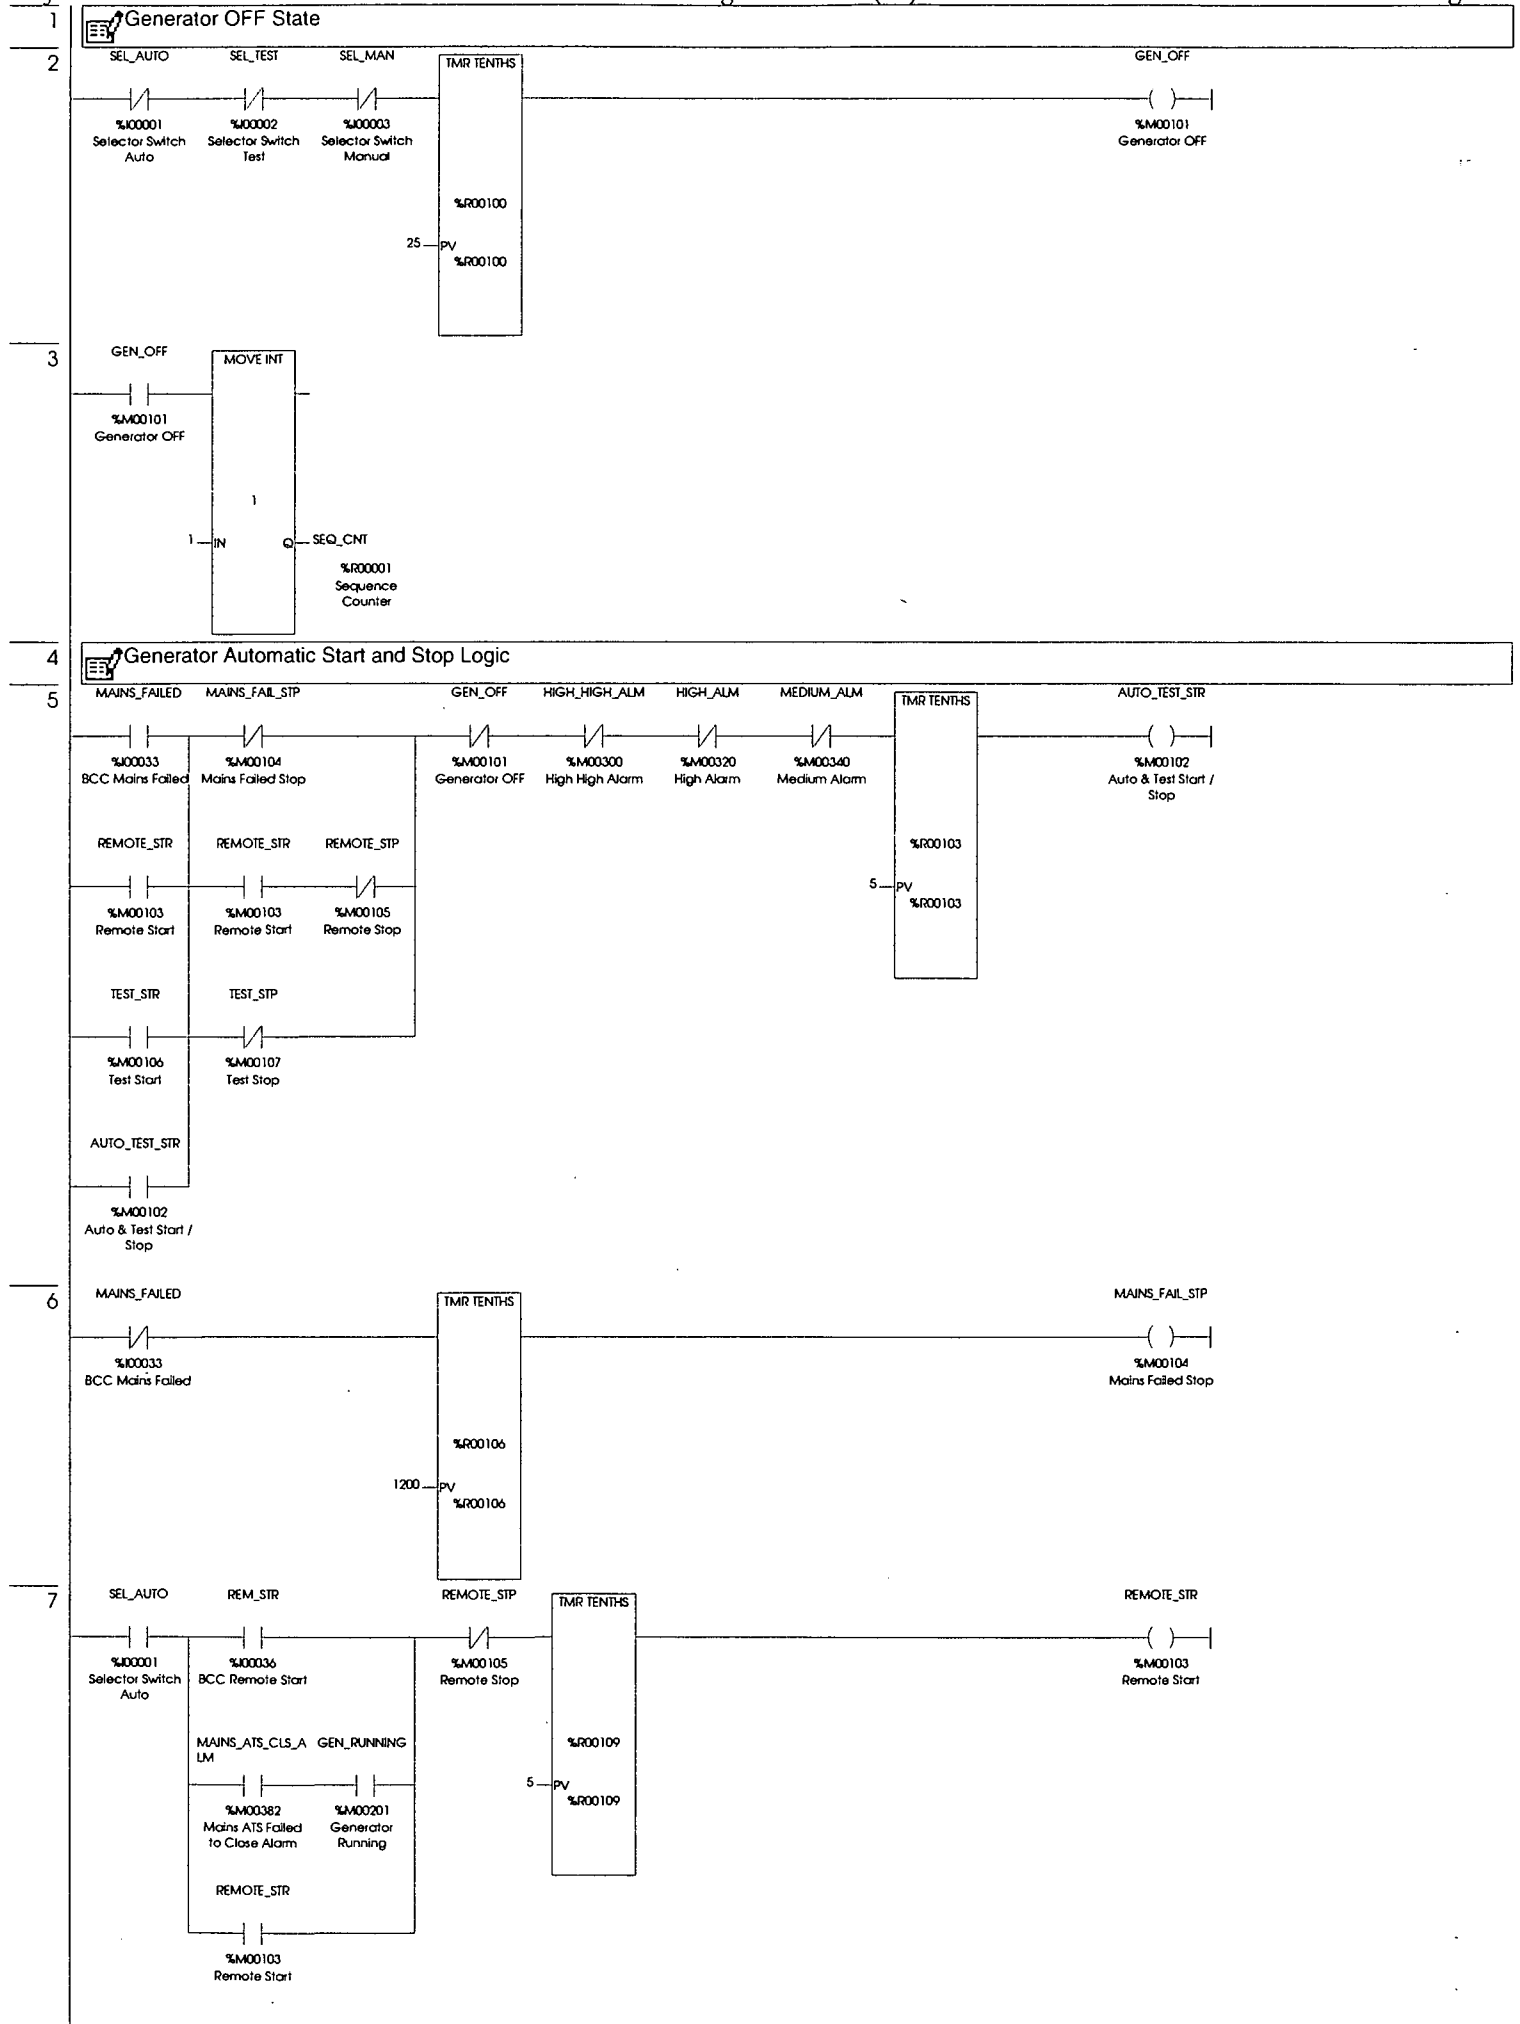 1 Generator OFF State
2 SEL_AUTO SEL_TEST SEL_MAN TMR TENTHS GEN_OFF
%I00001 %I00002 %I00003 %M00101
Selector Switch Selector Switch Selector Switch Generator OFF
Auto Test Manual
%R00100
25 PV
%R00100
3 GEN_OFF MOVE INT
%M00101
Generator OFF
1
1 IN Q SEQ_CNT
%R00001
Sequence
Counter
4 Generator Automatic Start and Stop Logic
5 MAINS_FAILED MAINS_FAIL_STP GEN_OFF HIGH_HIGH_ALM HIGH_ALM MEDIUM_ALM TMR TENTHS AUTO_TEST_STR
%I00033 %M00104 %M00101 %M00300 %M00320 %M00340 %M00102
BCC Mains Failed Mains Failed Stop Generator OFF High High Alarm High Alarm Medium Alarm Auto & Test Start /
Stop
REMOTE_STR REMOTE_STR REMOTE_STP %R00103
5 PV
%M00103 %M00103 %M00105 %R00103
Remote Start Remote Start Remote Stop
TEST_STR TEST_STP
%M00106 %M00107
Test Start Test Stop
AUTO_TEST_STR
%M00102
Auto & Test Start /
Stop
6 MAINS_FAILED TMR TENTHS MAINS_FAIL_STP
%I00033 %M00104
BCC Mains Failed Mains Failed Stop
%R00106
1200 PV
%R00106
7 SEL_AUTO REM_STR REMOTE_STP TMR TENTHS REMOTE_STR
%I00001 %I00036 %M00105 %M00103
Selector Switch BCC Remote Start Remote Stop Remote Start
Auto
MAINS_ATS_CLS_A GEN_RUNNING %R00109
LM
5 PV
%M00382 %M00201 %R00109
Mains ATS Failed Generator
to Close Alarm Running
REMOTE_STR
%M00103
Remote Start